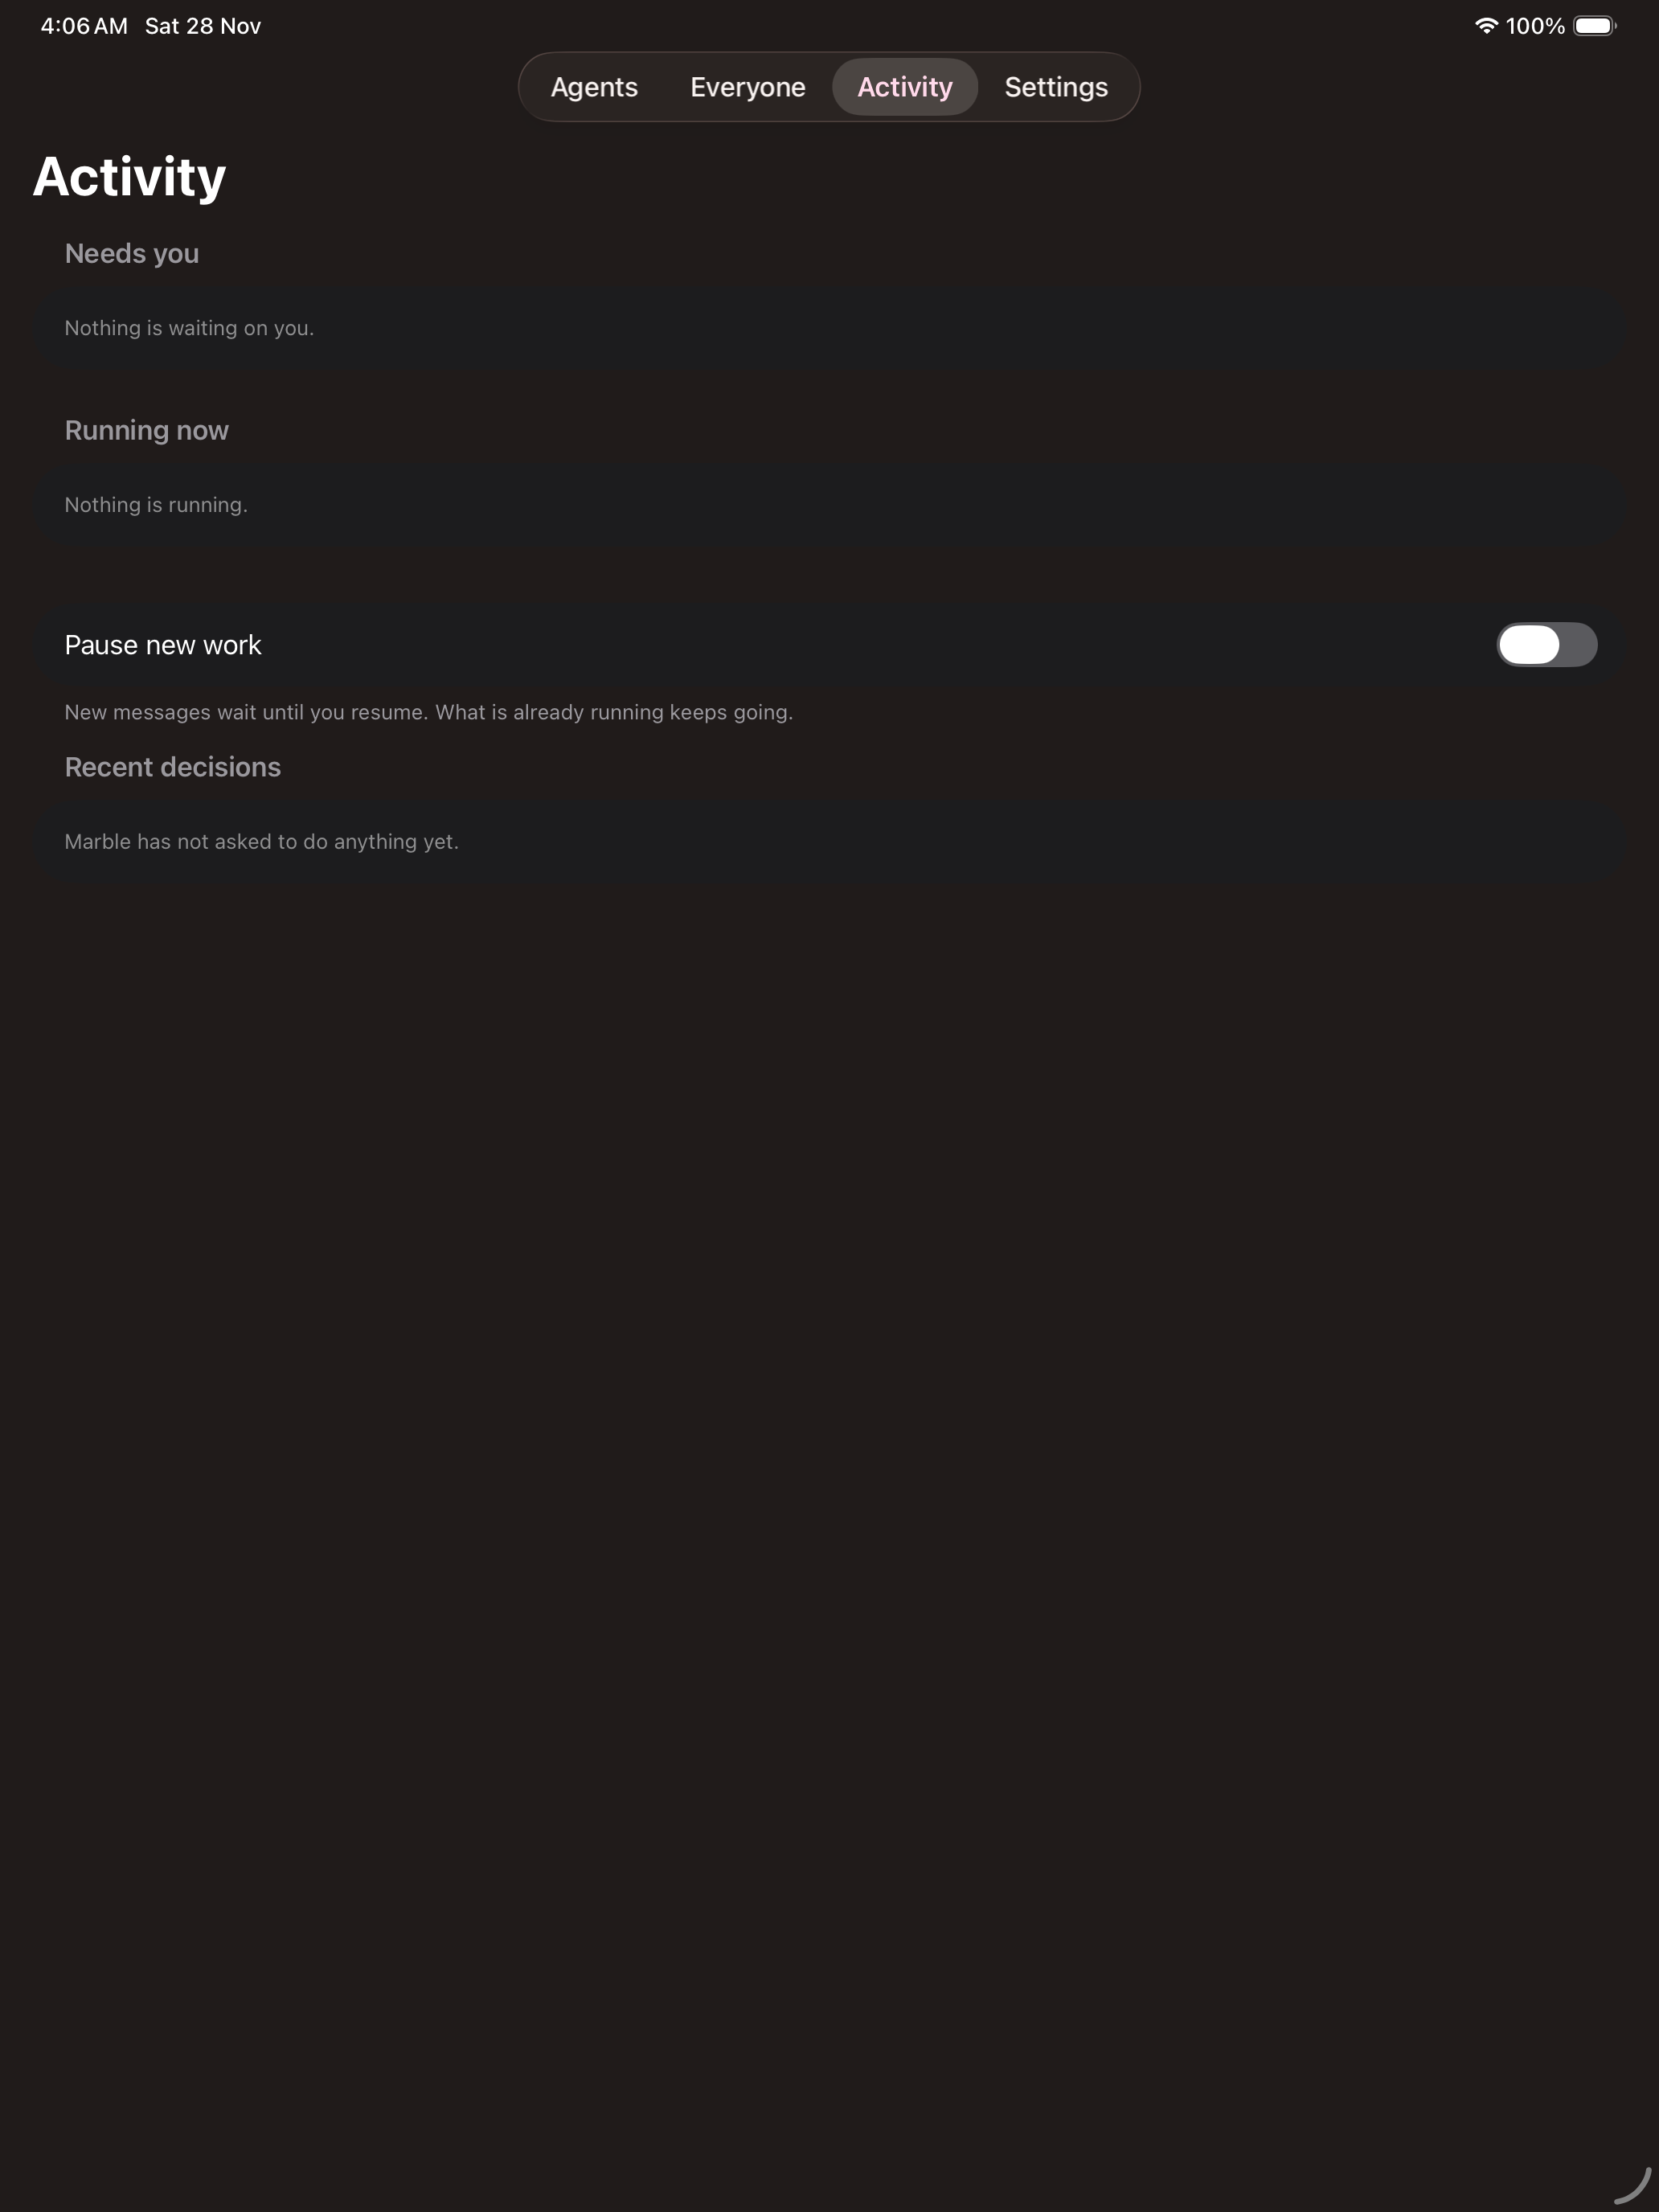 4:06 AM Sat 28 Nov
100%
Agents Everyone Activity Settings
Activity
Needs you
Nothing is waiting on you.
Running now
Nothing is running.
Pause new work
New messages wait until you resume. What is already running keeps going.
Recent decisions
Marble has not asked to do anything yet.